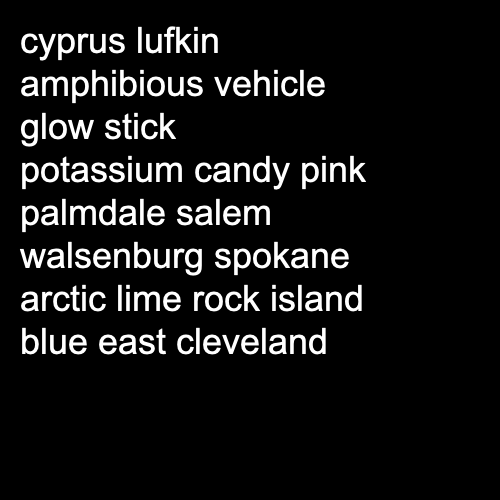 cyprus lufkin
amphibious vehicle
glow stick
potassium candy pink
palmdale salem
walsenburg spokane
arctic lime rock island
blue east cleveland